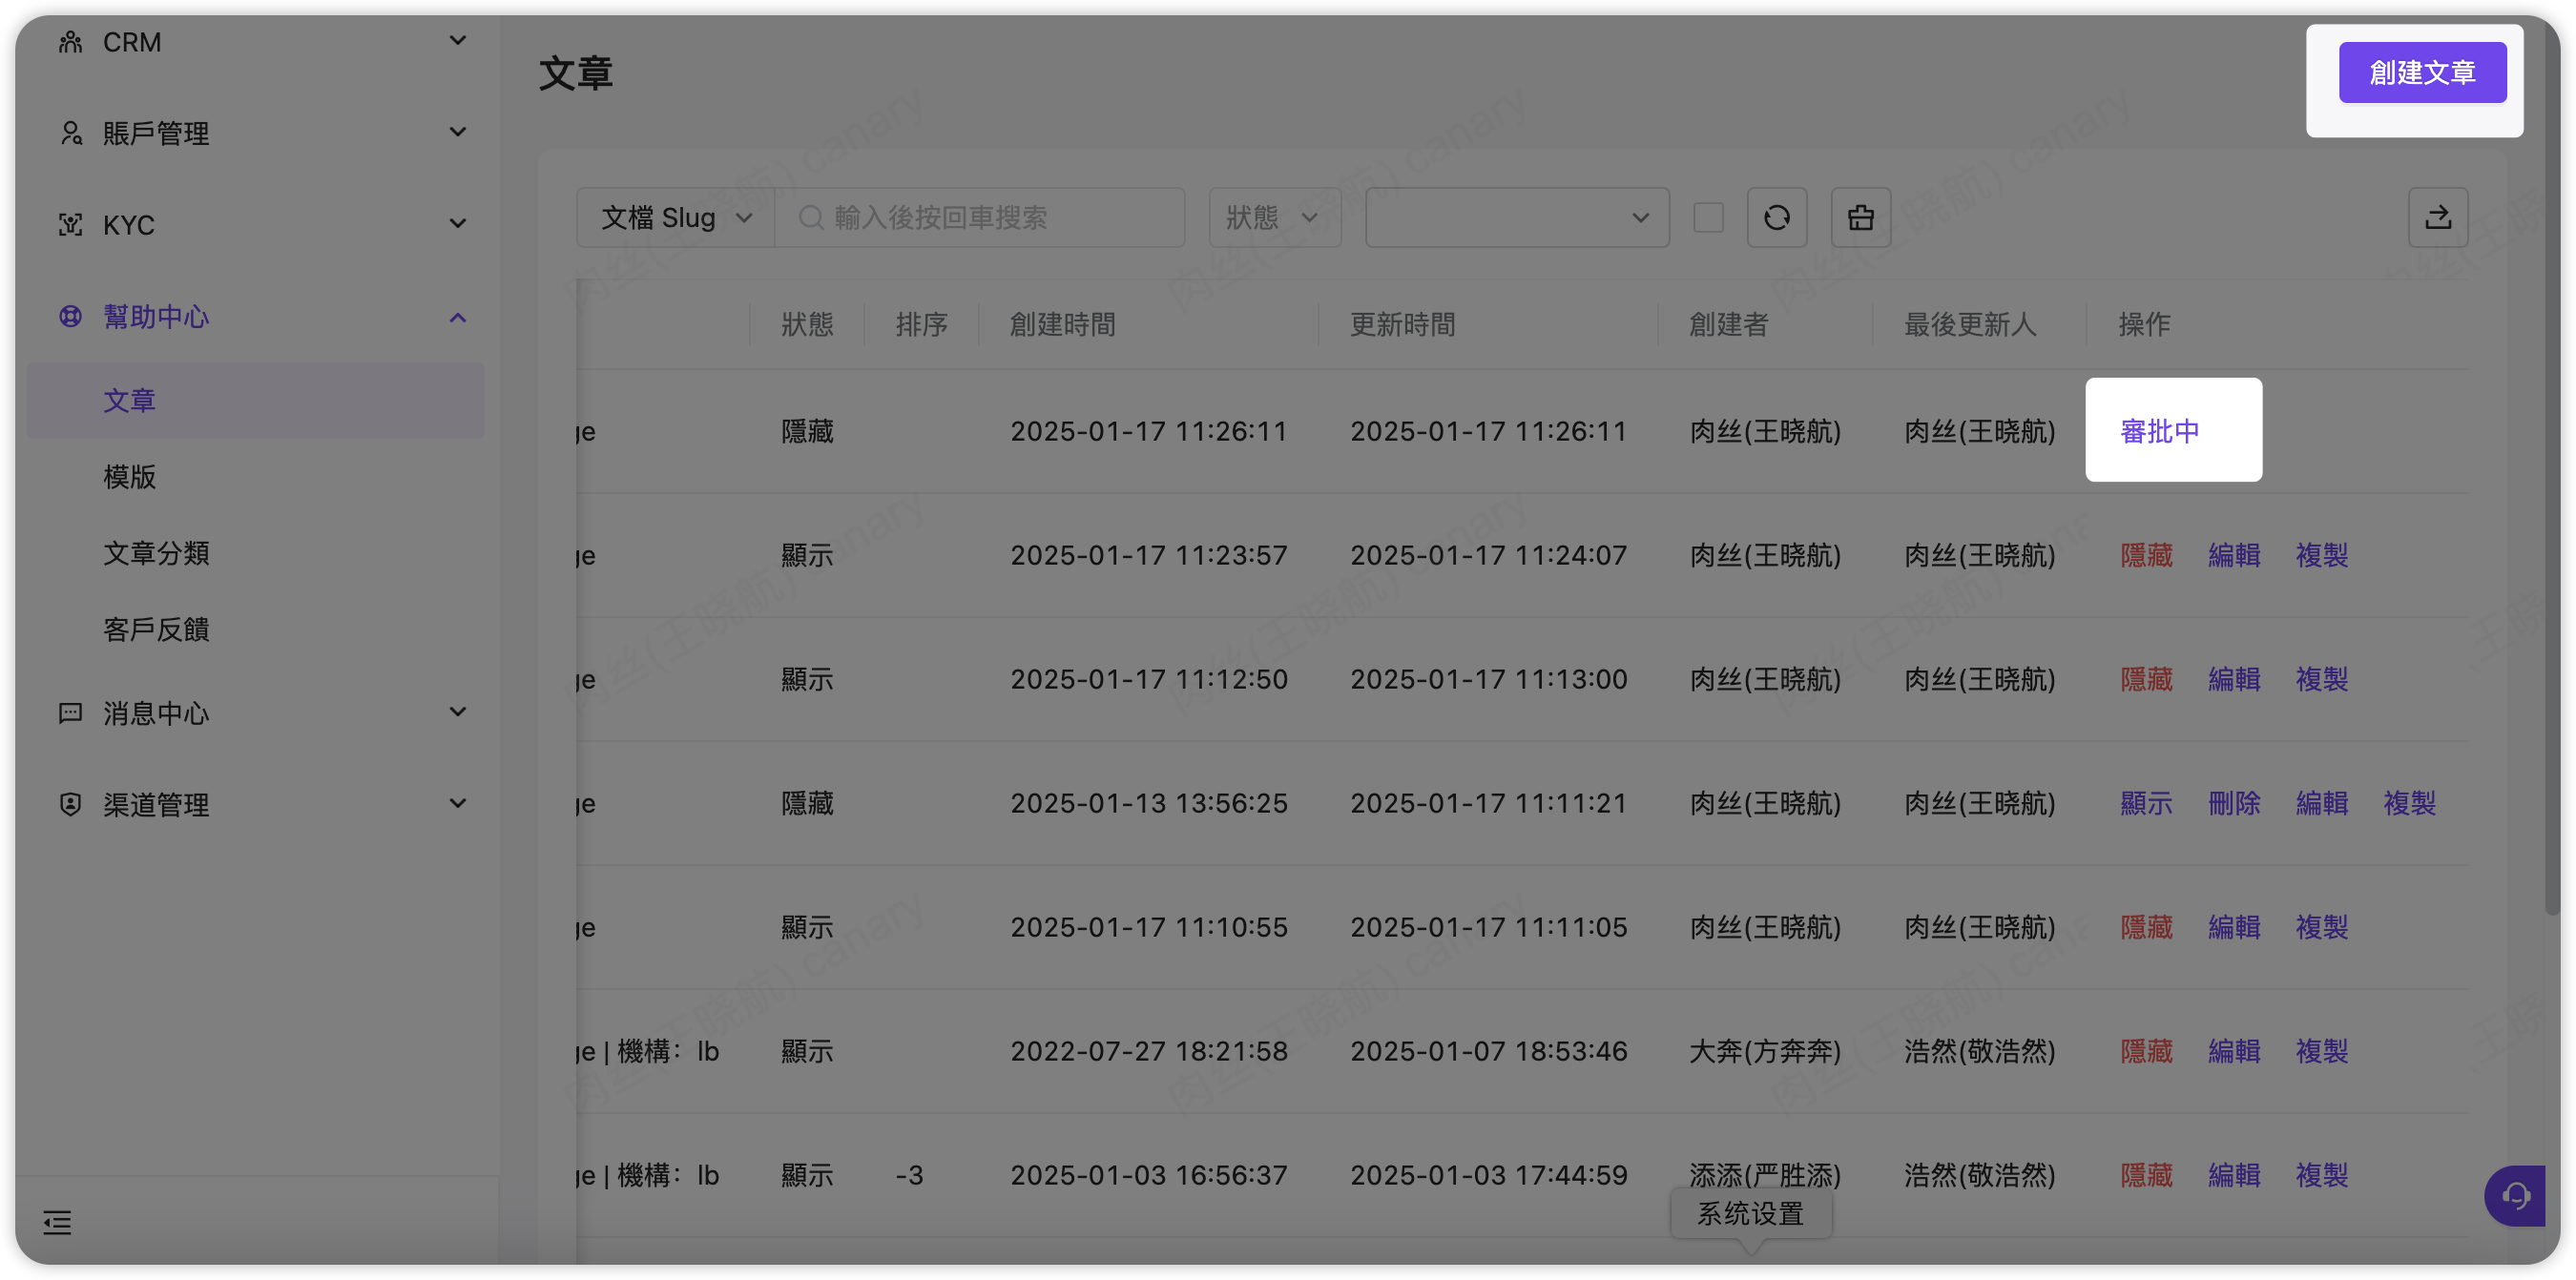 CRM
賬戶管理
KYC
幫助中心
文章
模版
文章分類
客戶反饋
消息中心
渠道管理
文章
創建文章
文檔 Slug 輸入後按回車搜索 狀態
狀態 排序 創建時間 更新時間 創建者 最後更新人 操作
ge 隱藏 2025-01-17 11:26:11 2025-01-17 11:26:11 肉丝(王晓航) 肉丝(王晓航) 審批中
ge 顯示 2025-01-17 11:23:57 2025-01-17 11:24:07 肉丝(王晓航) 肉丝(王晓航) 隱藏 編輯 複製
ge 顯示 2025-01-17 11:12:50 2025-01-17 11:13:00 肉丝(王晓航) 肉丝(王晓航) 隱藏 編輯 複製
ge 隱藏 2025-01-13 13:56:25 2025-01-17 11:11:21 肉丝(王晓航) 肉丝(王晓航) 顯示 刪除 編輯 複製
ge 顯示 2025-01-17 11:10:55 2025-01-17 11:11:05 肉丝(王晓航) 肉丝(王晓航) 隱藏 編輯 複製
ge | 機構：lb 顯示 2022-07-27 18:21:58 2025-01-07 18:53:46 大奔(方奔奔) 浩然(敬浩然) 隱藏 編輯 複製
ge | 機構：lb 顯示 -3 2025-01-03 16:56:37 2025-01-03 17:44:59 添添(严胜添) 浩然(敬浩然) 隱藏 編輯 複製
系统设置
肉丝(王晓航) canary